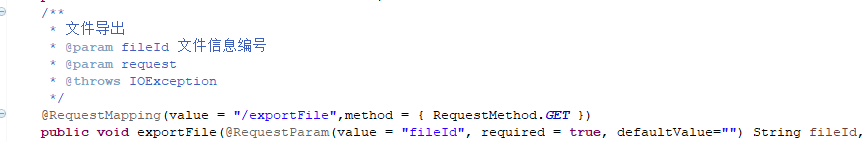 /**
* 文件导出
* @param fileId 文件信息编号
* @param request
* @throws IOException
*/
@RequestMapping(value = "/exportFile",method = { RequestMethod.GET })
public void exportFile(@RequestParam(value = "fileId", required = true, defaultValue="") String fileId,